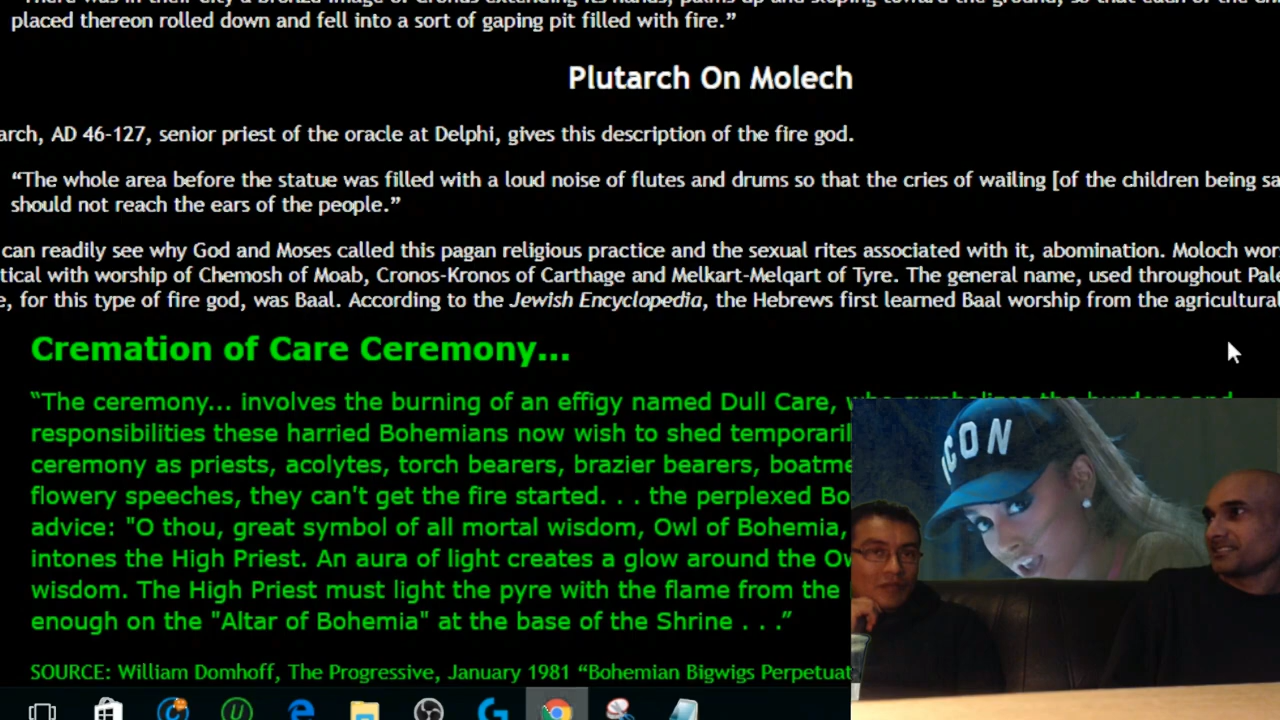 placed thereon rolled down and fell into a sort of gaping pit filled with fire.”
Plutarch On Molech
arch, AD 46-127, senior priest of the oracle at Delphi, gives this description of the fire god.
“The whole area before the statue was filled with a loud noise of flutes and drums so that the cries of wailing [of the children being sa
should not reach the ears of the people.”
can readily see why God and Moses called this pagan religious practice and the sexual rites associated with it, abomination. Moloch wor
tical with worship of Chemosh of Moab, Cronos-Kronos of Carthage and Melkart-Melqart of Tyre. The general name, used throughout Pale
e, for this type of fire god, was Baal. According to the Jewish Encyclopedia, the Hebrews first learned Baal worship from the agricultural
Cremation of Care Ceremony...
“The ceremony... involves the burning of an effigy named Dull Care, who symbolizes the burdens and
responsibilities these harried Bohemians now wish to shed temporaril
ceremony as priests, acolytes, torch bearers, brazier bearers, boatme
flowery speeches, they can't get the fire started. . . the perplexed Bo
advice: "O thou, great symbol of all mortal wisdom, Owl of Bohemia,
intones the High Priest. An aura of light creates a glow around the Ow
wisdom. The High Priest must light the pyre with the flame from the
enough on the "Altar of Bohemia" at the base of the Shrine . . .”
SOURCE: William Domhoff, The Progressive, January 1981 “Bohemian Bigwigs Perpetuat
ICON